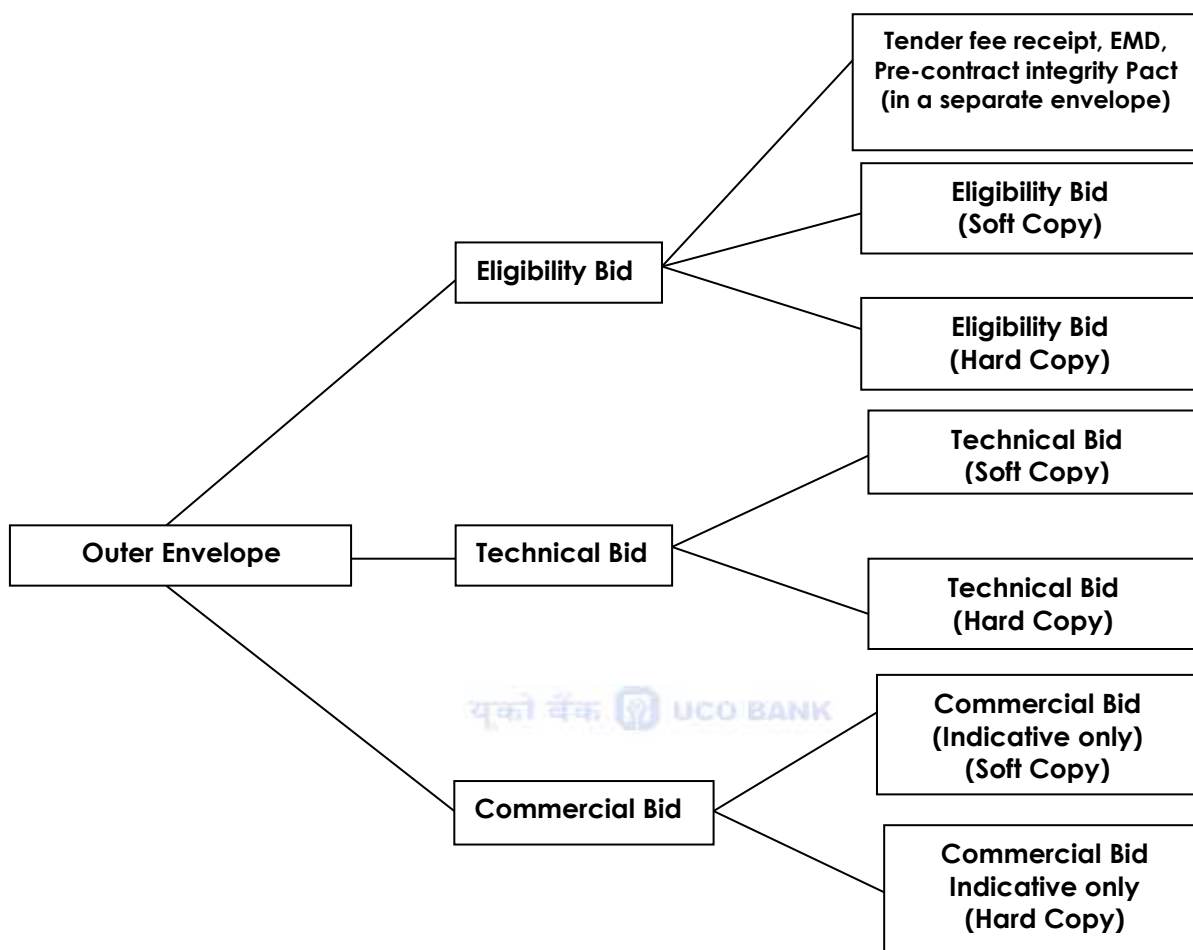 Tender fee receipt, EMD,
Pre-contract integrity Pact
(in a separate envelope)
Eligibility Bid
(Soft Copy)
Eligibility Bid
Eligibility Bid
(Hard Copy)
Technical Bid
(Soft Copy)
Outer Envelope
Technical Bid
Technical Bid
(Hard Copy)
यूको बैंक UCO BANK
Commercial Bid
(Indicative only)
(Soft Copy)
Commercial Bid
Commercial Bid
Indicative only
(Hard Copy)